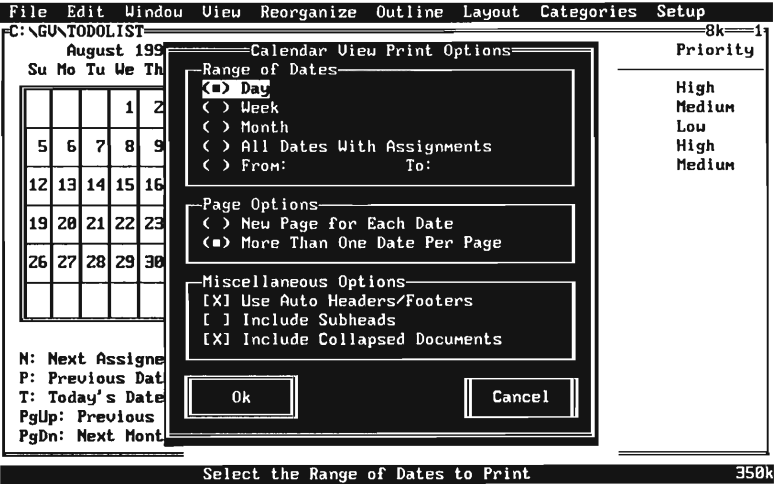 File Edit Window View Reorganize Outline Layout Categories Setup
C:\GV\TODOLIST 8k 1
Calendar View Print Options
August 199
Su Mo Tu We Th
1 2
5 6 7 8 9
12 13 14 15 16
19 20 21 22 23
26 27 28 29 30
N: Next Assigne
P: Previous Dat
T: Today's Date
PgUp: Previous
PgDn: Next Mont
Range of Dates
(■) Day
( ) Week
( ) Month
( ) All Dates With Assignments
( ) From: To:
Page Options
( ) New Page for Each Date
(■) More Than One Date Per Page
Miscellaneous Options
[X] Use Auto Headers/Footers
[ ] Include Subheads
[X] Include Collapsed Documents
Ok Cancel
Priority
High
Medium
Low
High
Medium
Select the Range of Dates to Print 350k